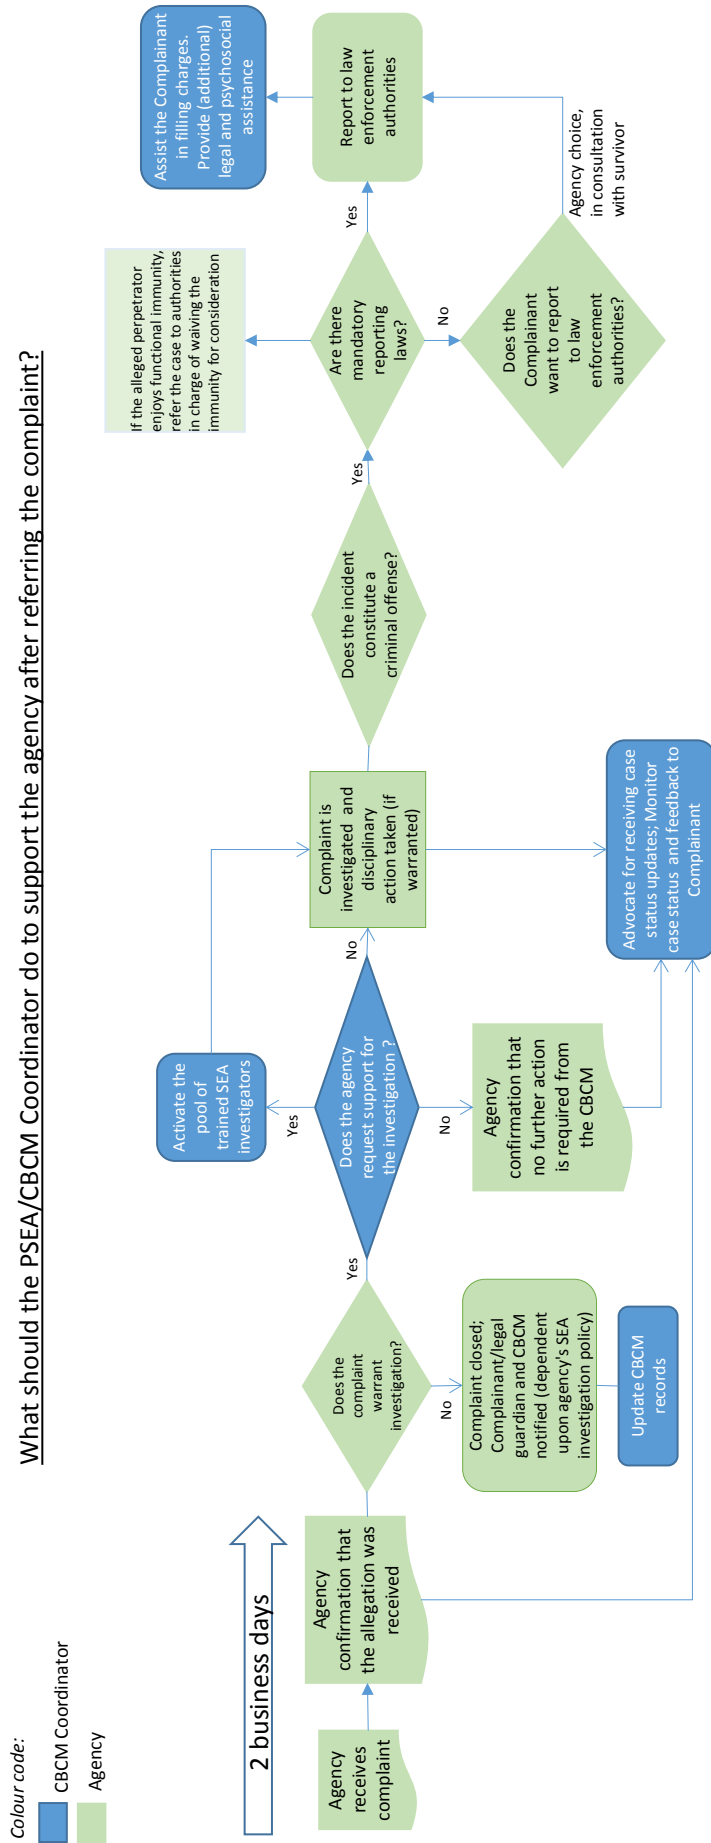 What should the PSEA/CBCM Coordinator do to support the agency after referring the complaint?
Colour code:
CBCM Coordinator
Agency
2 business days
Agency
receives
complaint
Agency
confirmation that
the allegation was
received
Does the
complaint
warrant
investigation?
Yes
No
Complaint closed;
Complainant/legal
guardian and CBCM
notified (dependent
upon agency's SEA
investigation policy)
Update CBCM
records
Does the agency
request support for
the investigation ?
Yes
Activate the
pool of
trained SEA
investigators
No
No
Agency
confirmation that
no further action
is required from
the CBCM
Complaint is
investigated and
disciplinary
action taken (if
warranted)
Advocate for receiving case
status updates; Monitor
case status and feedback to
Complainant
Does the incident
constitute a
criminal offense?
Yes
Are there
mandatory
reporting
laws?
If the alleged perpetrator
enjoys functional immunity,
refer the case to authorities
in charge of waiving the
immunity for consideration
Yes
No
Does the
Complainant
want to report
to law
enforcement
authorities?
Agency choice,
in consultation
with survivor
Report to law
enforcement
authorities
Assist the Complainant
in filling charges.
Provide (additional)
legal and psychosocial
assistance